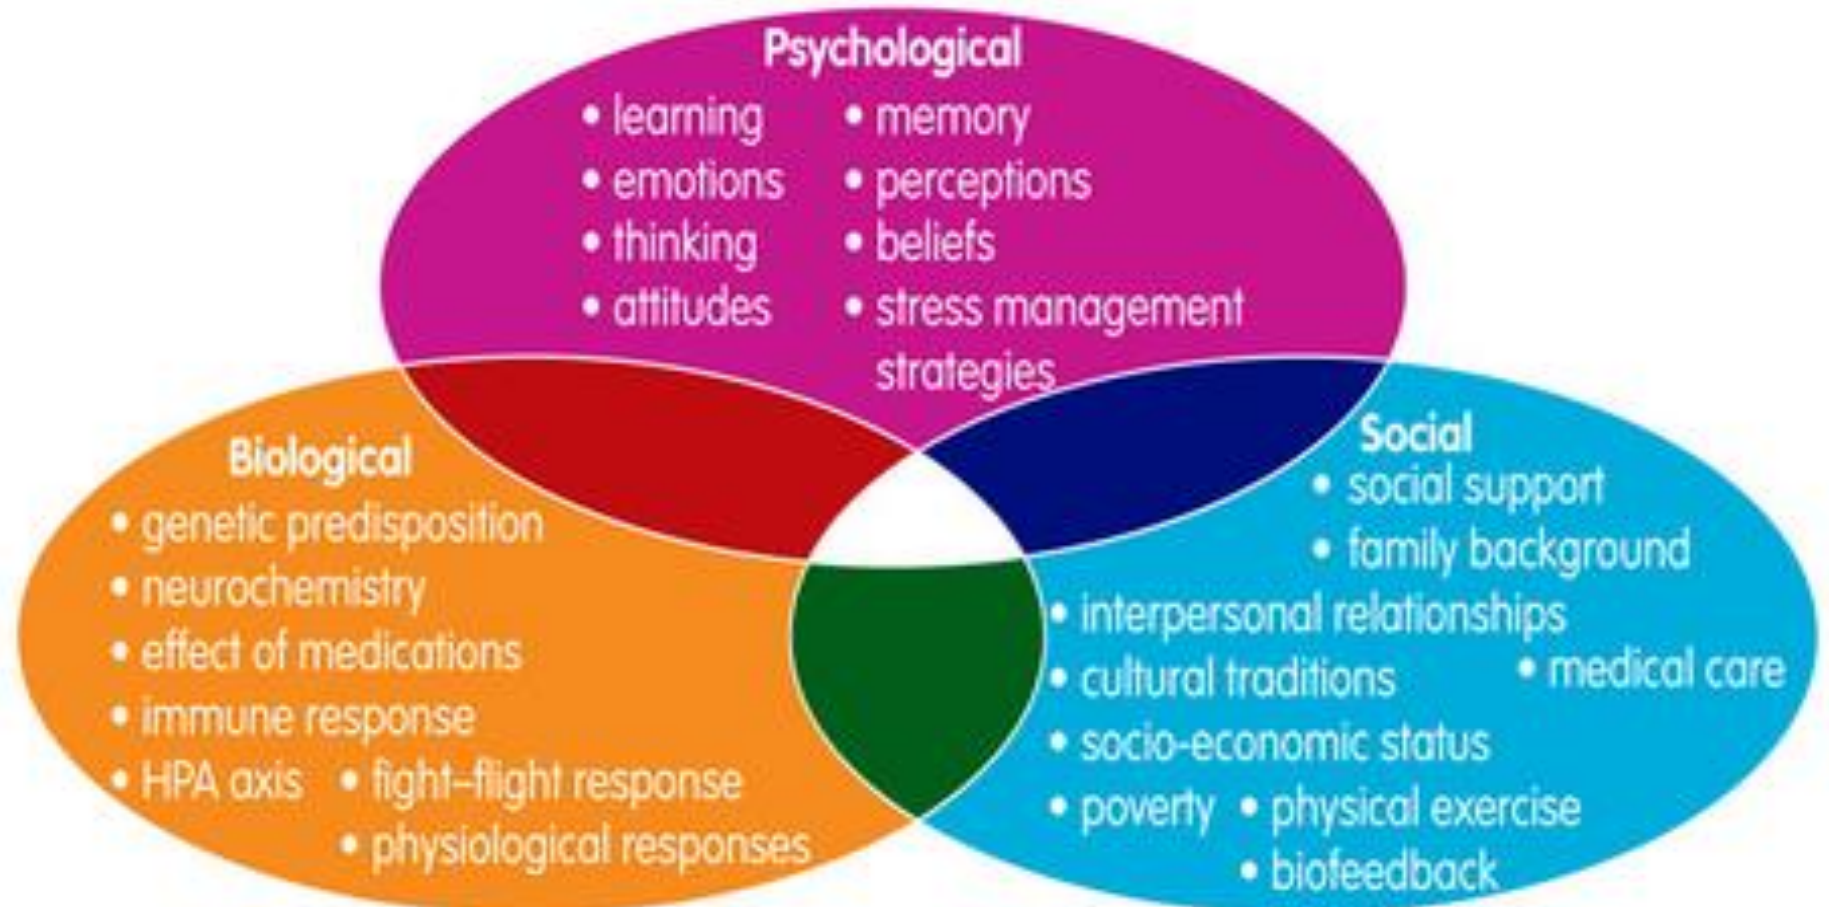 Psychological
• learning
• emotions
• thinking
• attitudes
• memory
• perceptions
• beliefs
• stress management
strategies
Biological
• genetic predisposition
• neurochemistry
• effect of medications
• immune response
• HPA axis • fight–flight response
• physiological responses
Social
• social support
• family background
• interpersonal relationships
• medical care
• cultural traditions
• socio-economic status
• poverty • physical exercise
• biofeedback